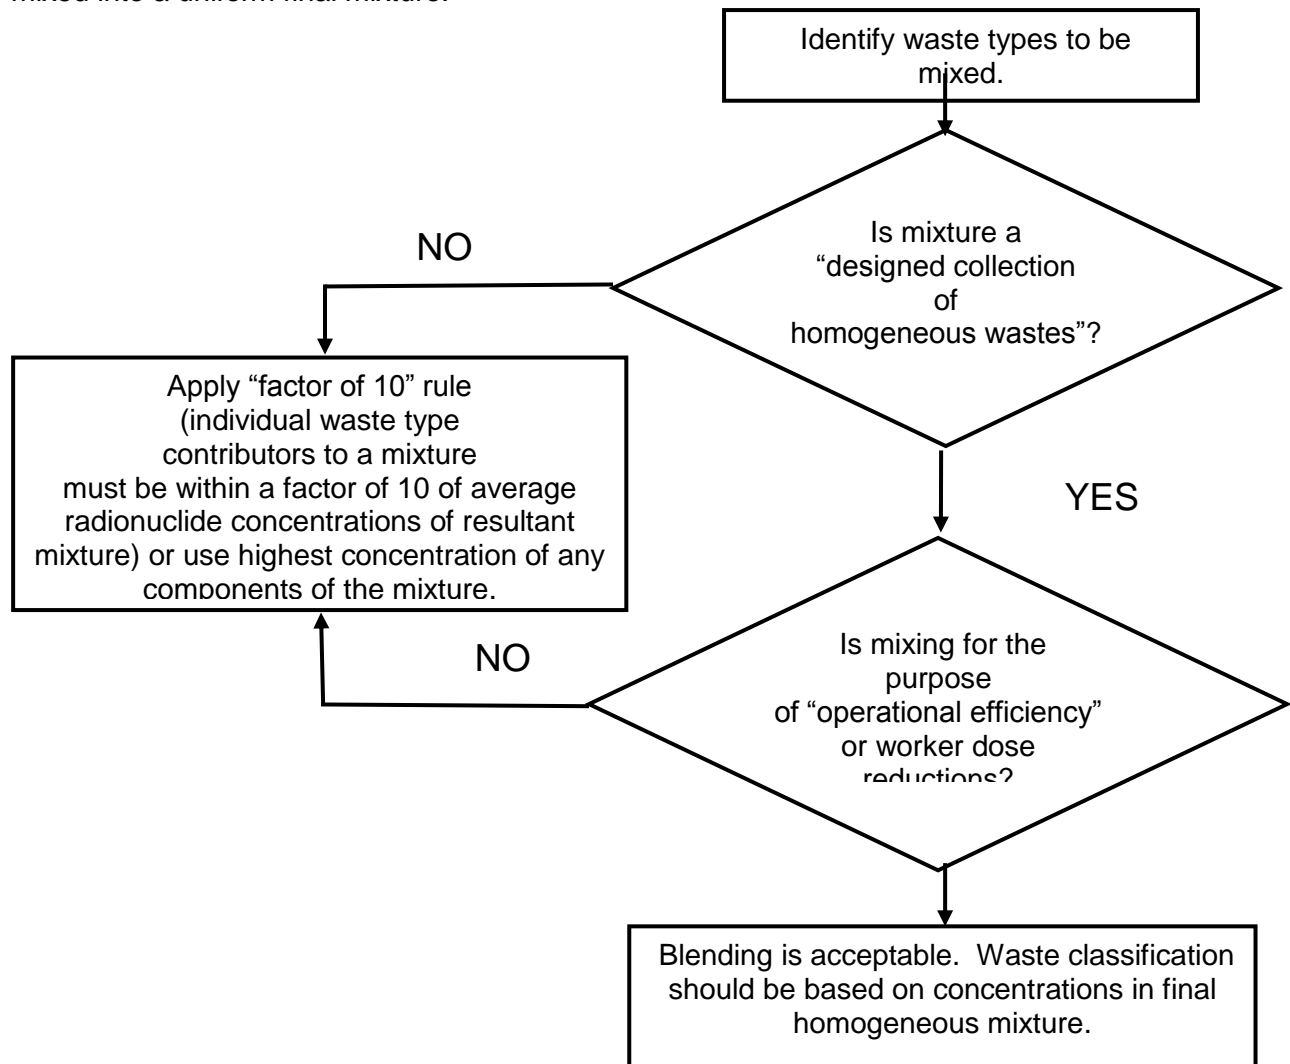 mixed into a uniform final mixture.
Identify waste types to be
mixed.
Is mixture a
“designed collection
of
homogeneous wastes”?
NO
Apply “factor of 10” rule
(individual waste type
contributors to a mixture
must be within a factor of 10 of average
radionuclide concentrations of resultant
mixture) or use highest concentration of any
components of the mixture.
YES
NO
Is mixing for the
purpose
of “operational efficiency”
or worker dose
reductions?
Blending is acceptable.  Waste classification
should be based on concentrations in final
homogeneous mixture.